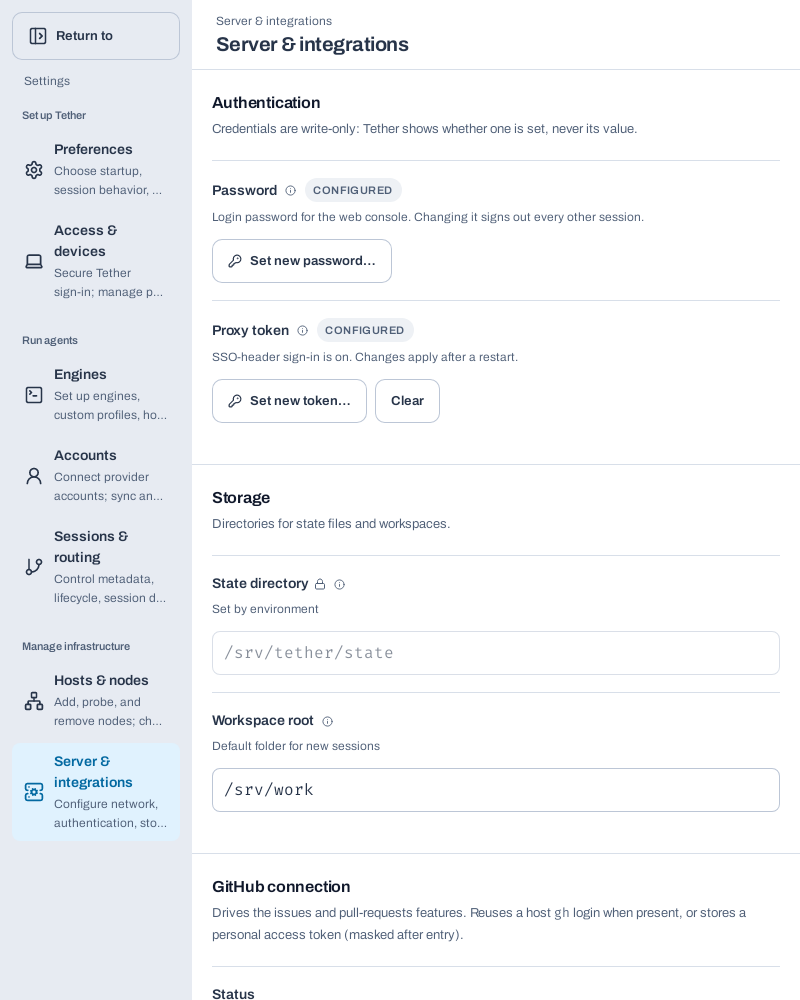 Return to
Settings
Set up Tether
Preferences
Choose startup,
session behavior, ...
Access &
devices
Secure Tether
sign-in; manage p...
Run agents
Engines
Set up engines,
custom profiles, ho...
Accounts
Connect provider
accounts; sync an...
Sessions &
routing
Control metadata,
lifecycle, session d...
Manage infrastructure
Hosts & nodes
Add, probe, and
remove nodes; ch...
Server &
integrations
Configure network,
authentication, sto...
Server & integrations
Server & integrations
Authentication
Credentials are write-only: Tether shows whether one is set, never its value.
Password CONFIGURED
Login password for the web console. Changing it signs out every other session.
Set new password...
Proxy token CONFIGURED
SSO-header sign-in is on. Changes apply after a restart.
Set new token... Clear
Storage
Directories for state files and workspaces.
State directory
Set by environment
/srv/tether/state
Workspace root
Default folder for new sessions
/srv/work
GitHub connection
Drives the issues and pull-requests features. Reuses a host gh login when present, or stores a
personal access token (masked after entry).
Status